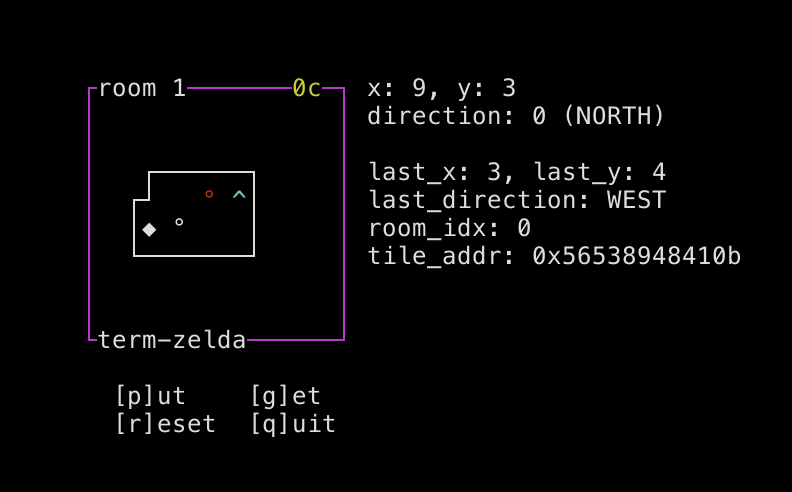 room 1 0c
x: 9, y: 3
direction: 0 (NORTH)
last_x: 3, last_y: 4
last_direction: WEST
room_idx: 0
tile_addr: 0x56538948410b
^
term-zelda
[p]ut [g]et
[r]eset [q]uit